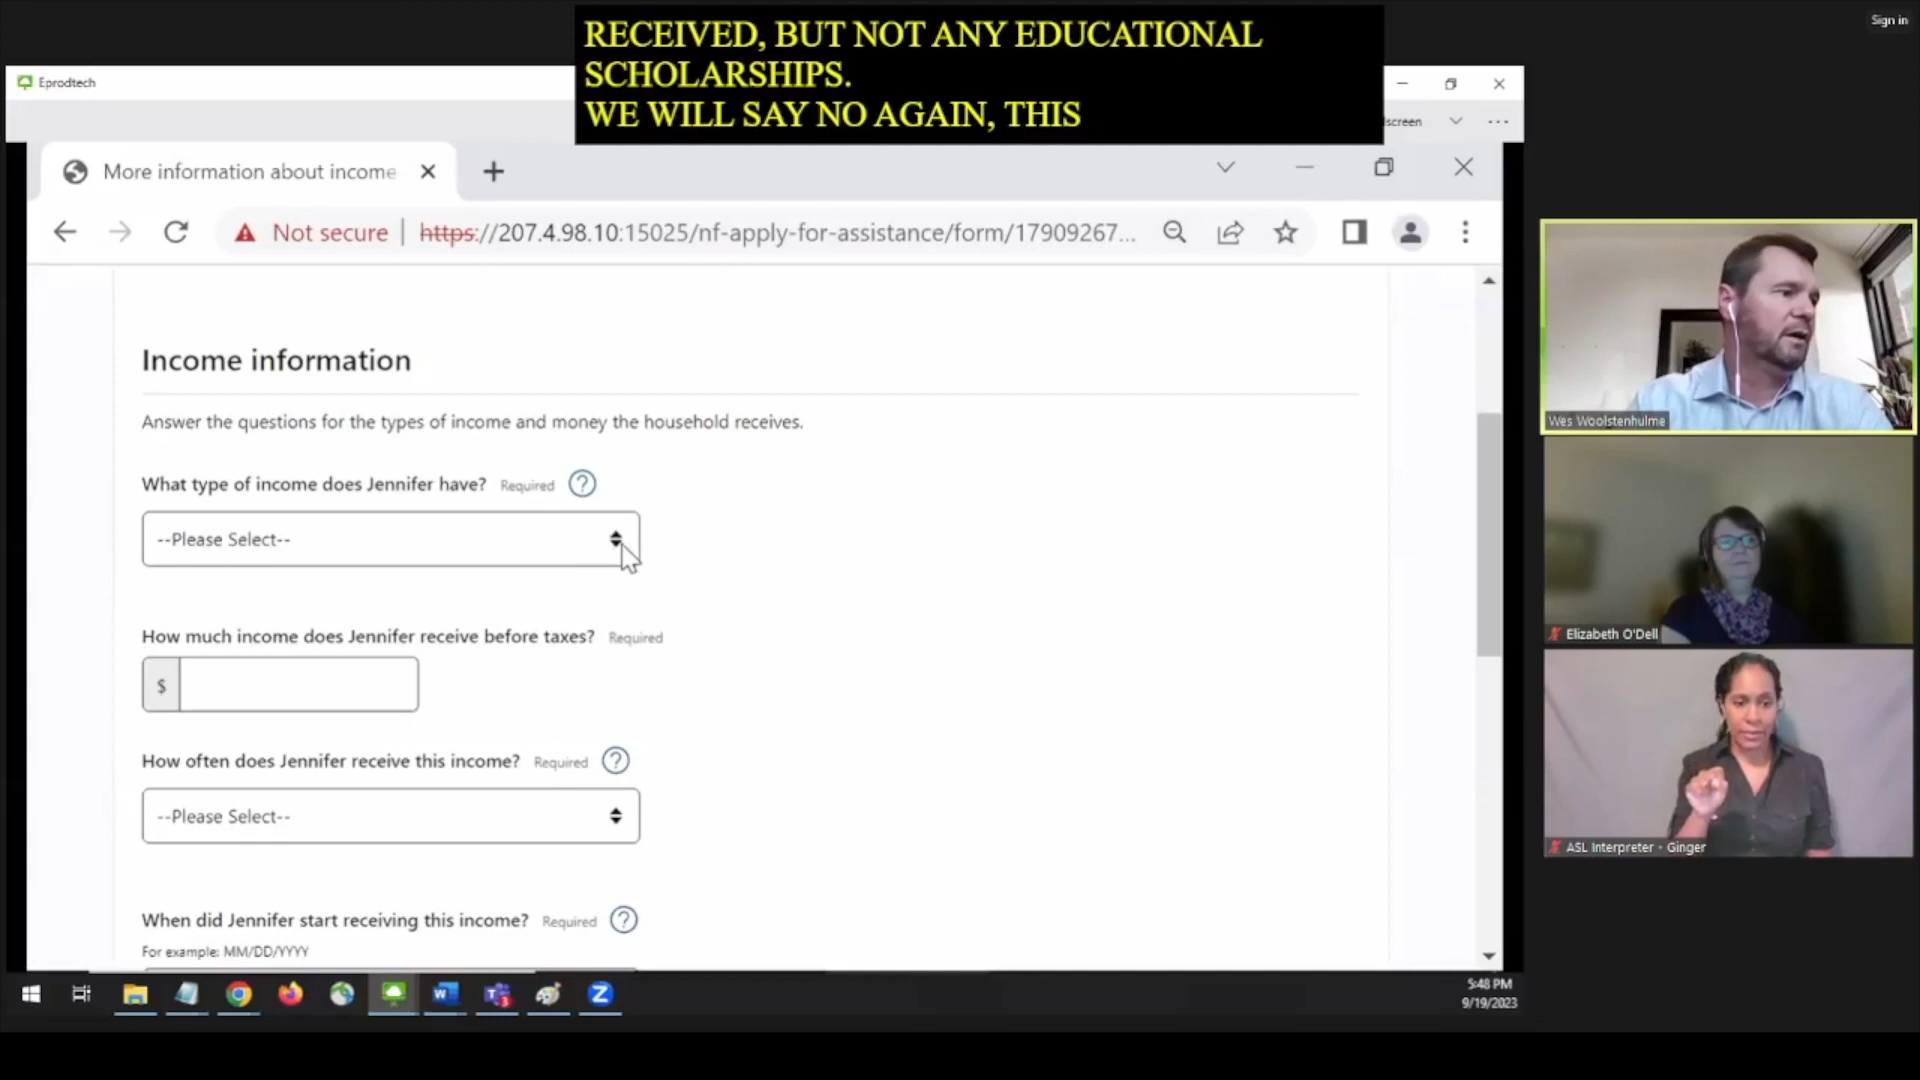 RECEIVED, BUT NOT ANY EDUCATIONAL
SCHOLARSHIPS.
WE WILL SAY NO AGAIN, THIS
Sign in
Eprodtech
lscreen
More information about income
Not secure | https://207.4.98.10:15025/nf-apply-for-assistance/form/17909267...
Income information
Answer the questions for the types of income and money the household receives.
What type of income does Jennifer have? Required ?
--Please Select--
How much income does Jennifer receive before taxes? Required
$
How often does Jennifer receive this income? Required ?
--Please Select--
When did Jennifer start receiving this income? Required ?
For example: MM/DD/YYYY
Wes Woolstenhulme
Elizabeth O'Dell
ASL Interpreter - Ginger
5:48 PM
9/19/2023